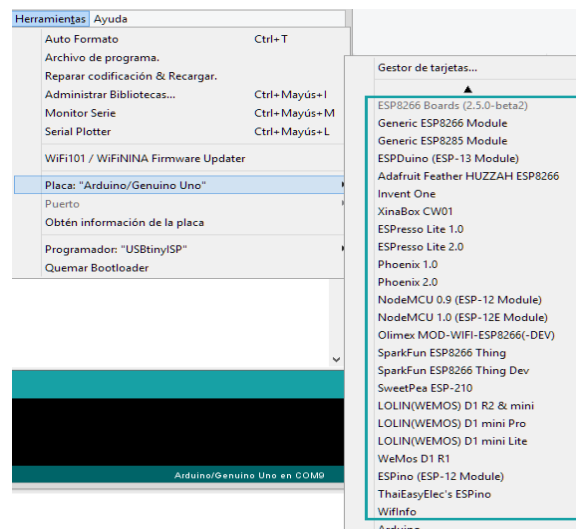 Herramientas Ayuda
Auto Formato Ctrl+T
Archivo de programa.
Reparar codificación & Recargar.
Administrar Bibliotecas... Ctrl+Mayús+I
Monitor Serie Ctrl+Mayús+M
Serial Plotter Ctrl+Mayús+L
WiFi101 / WiFiNINA Firmware Updater
Placa: "Arduino/Genuino Uno"
Puerto
Obtén información de la placa
Programador: "USBtinyISP"
Quemar Bootloader
Arduino/Genuino Uno en COM9
Gestor de tarjetas...
ESP8266 Boards (2.5.0-beta2)
Generic ESP8266 Module
Generic ESP8285 Module
ESPDuino (ESP-13 Module)
Adafruit Feather HUZZAH ESP8266
Invent One
XinaBox CW01
ESPresso Lite 1.0
ESPresso Lite 2.0
Phoenix 1.0
Phoenix 2.0
NodeMCU 0.9 (ESP-12 Module)
NodeMCU 1.0 (ESP-12E Module)
Olimex MOD-WIFI-ESP8266(-DEV)
SparkFun ESP8266 Thing
SparkFun ESP8266 Thing Dev
SweetPea ESP-210
LOLIN(WEMOS) D1 R2 & mini
LOLIN(WEMOS) D1 mini Pro
LOLIN(WEMOS) D1 mini Lite
WeMos D1 R1
ESPino (ESP-12 Module)
ThaiEasyElec's ESPino
WifInfo
Arduino